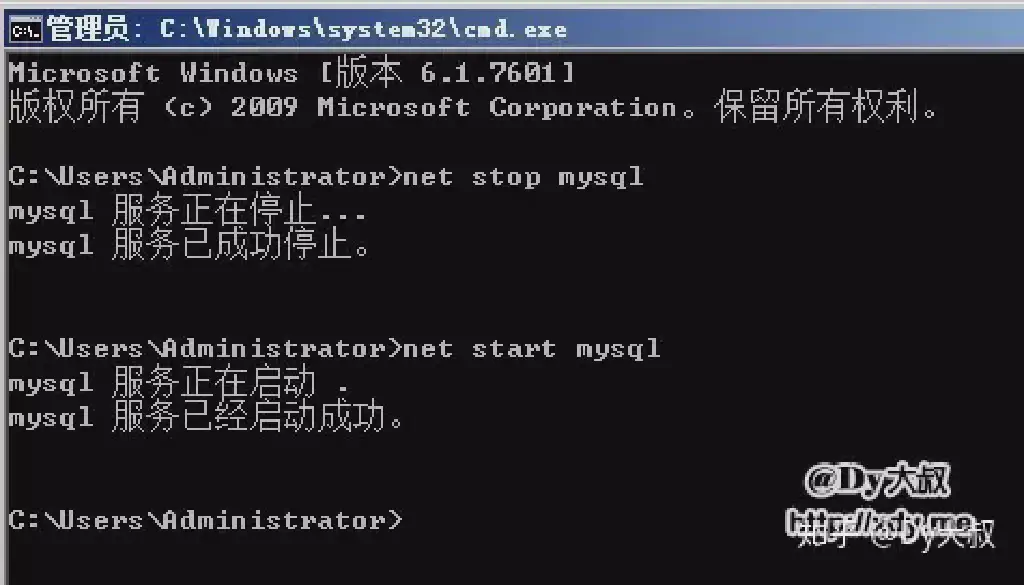 管理员: C:\Windows\system32\cmd.exe
Microsoft Windows [版本 6.1.7601]
版权所有 (c) 2009 Microsoft Corporation。保留所有权利。
C:\Users\Administrator>net stop mysql
mysql 服务正在停止...
mysql 服务已成功停止。
C:\Users\Administrator>net start mysql
mysql 服务正在启动 .
mysql 服务已经启动成功。
C:\Users\Administrator>
@Dy大叔
知乎 @Dy大叔